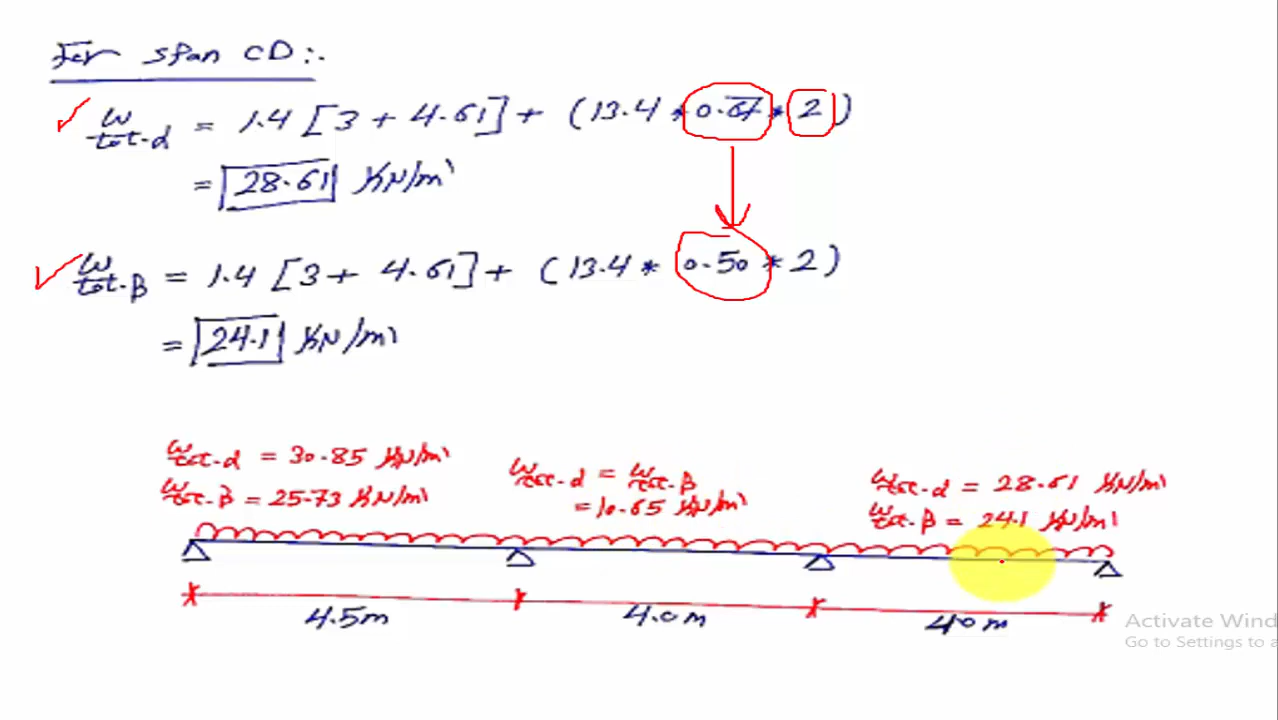 For span CD:.
w tot-d = 1.4 [3 + 4.61] + (13.4 * 0.67 * 2)
= 28.61 KN/m'
w tot-β = 1.4 [3 + 4.61] + (13.4 * 0.50 * 2)
= 24.1 KN/m'
w tot-d = 30.85 KN/m'
w tot-β = 25.73 KN/m'
w tot-d = w tot-β
= 10.65 KN/m'
w tot-d = 28.61 KN/m'
w tot-β = 24.1 KN/m'
4.5m 4.0m 4.0m
Activate Wind
Go to Settings to a